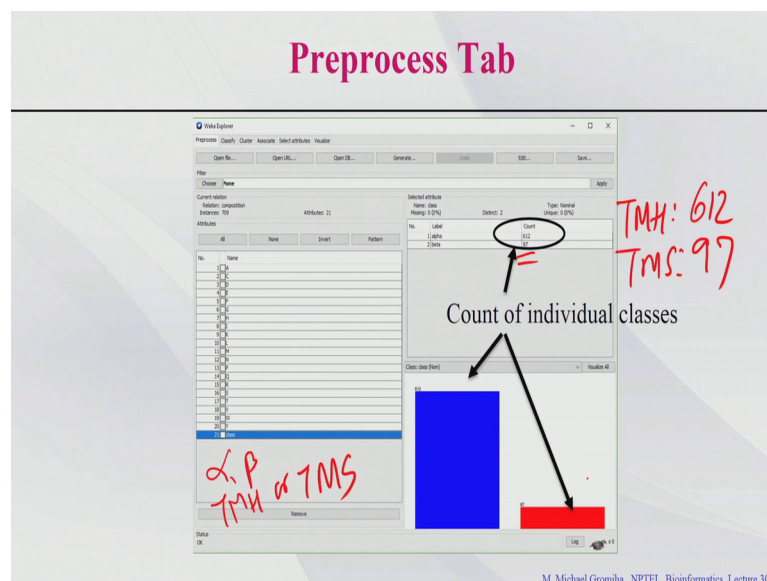 Preprocess Tab
Weka Explorer
Preprocess Classify Cluster Associate Select attributes Visualize
Open file... Open URL... Open DB... Generate... Undo Edit... Save...
Filter
Choose None Apply
Current relation
Relation: composition
Instances: 709 Attributes: 21
Selected attribute
Name: class Type: Nominal
Missing: 0 (0%) Distinct: 2 Unique: 0 (0%)
No. Label Count
1 alpha 612
2 beta 97
TMH: 612
TMS: 97
Attributes
All None Invert Pattern
No. Name
1 A
2 C
3 D
4 E
5 F
6 G
7 H
8 I
9 K
10 L
11 M
12 N
13 P
14 Q
15 R
16 S
17 T
18 V
19 W
20 Y
21 class
Count of individual classes
Class: class (Nom) Visualize All
612
97
α, β
TMH or TMS
Remove
Status
OK
Log x 0
M. Michael Gromiha, NPTEL, Bioinformatics, Lecture